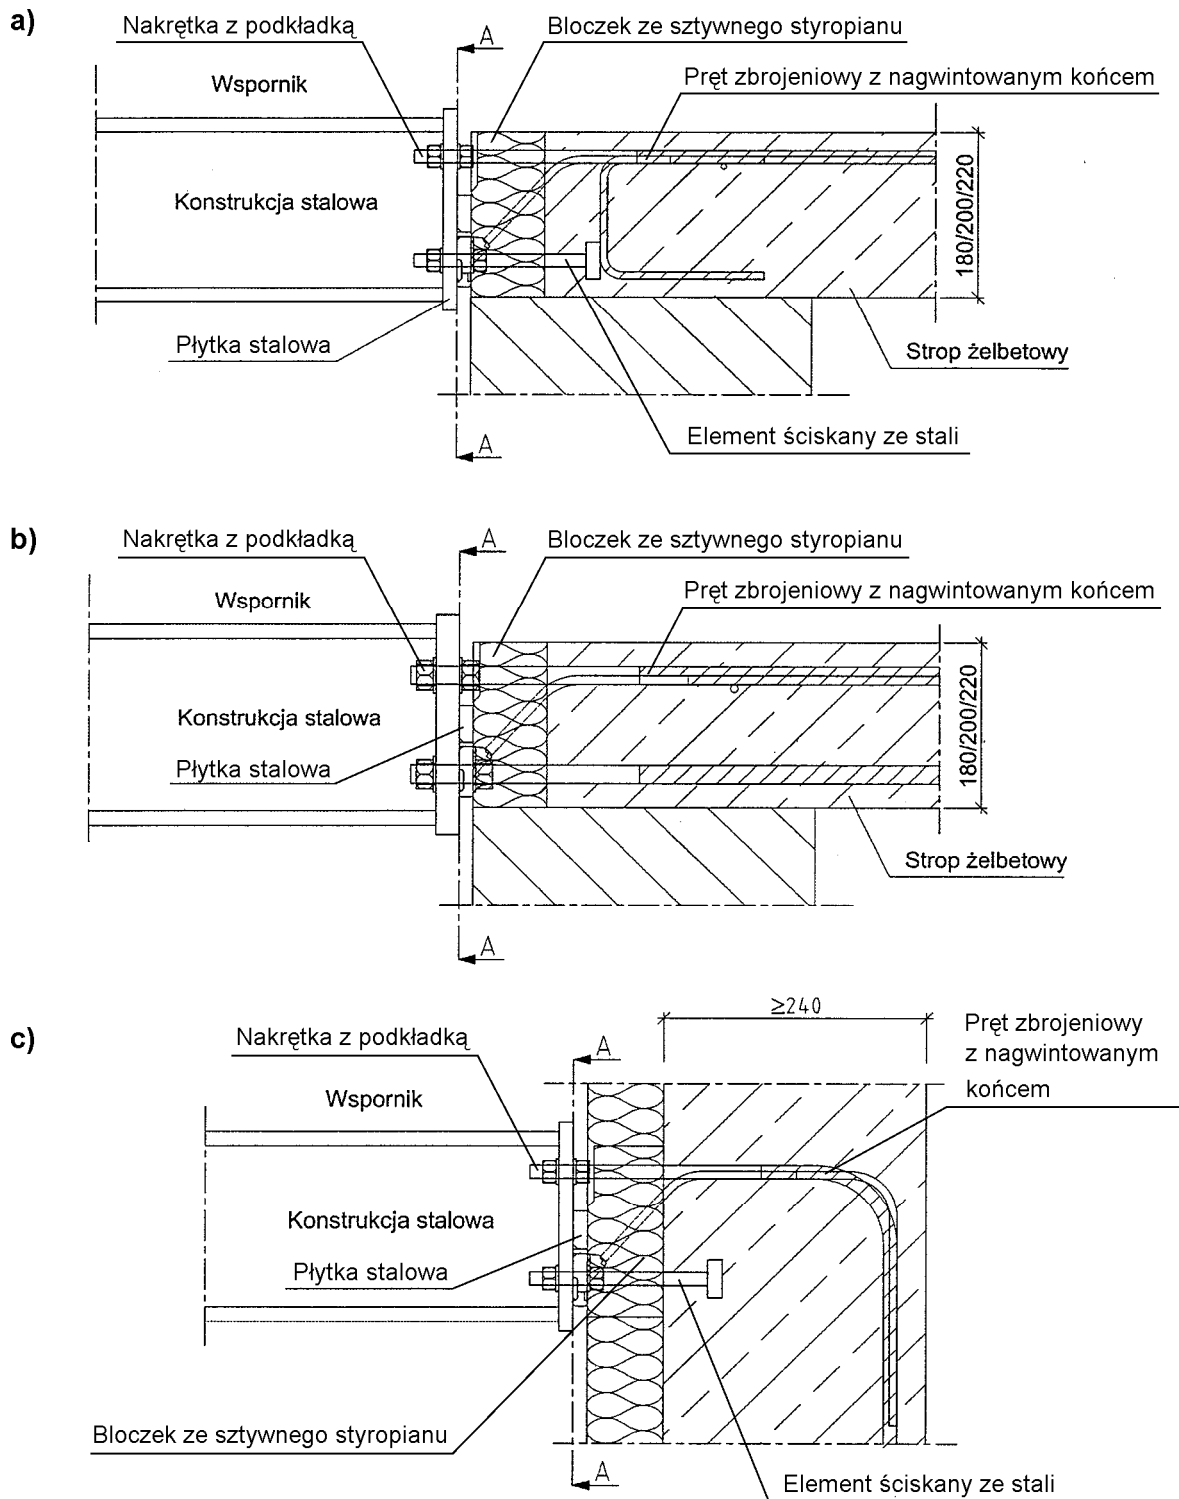 a)
Nakrętka z podkładką
A
Bloczek ze sztywnego styropianu
Pręt zbrojeniowy z nagwintowanym końcem
Wspornik
Konstrukcja stalowa
180/200/220
Płytka stalowa
Strop żelbetowy
Element ściskany ze stali
A
b)
Nakrętka z podkładką
A
Bloczek ze sztywnego styropianu
Pręt zbrojeniowy z nagwintowanym końcem
Wspornik
Konstrukcja stalowa
Płytka stalowa
180/200/220
Strop żelbetowy
A
c)
≥240
Nakrętka z podkładką
A
Pręt zbrojeniowy
z nagwintowanym
końcem
Wspornik
Konstrukcja stalowa
Płytka stalowa
Bloczek ze sztywnego styropianu
A
Element ściskany ze stali